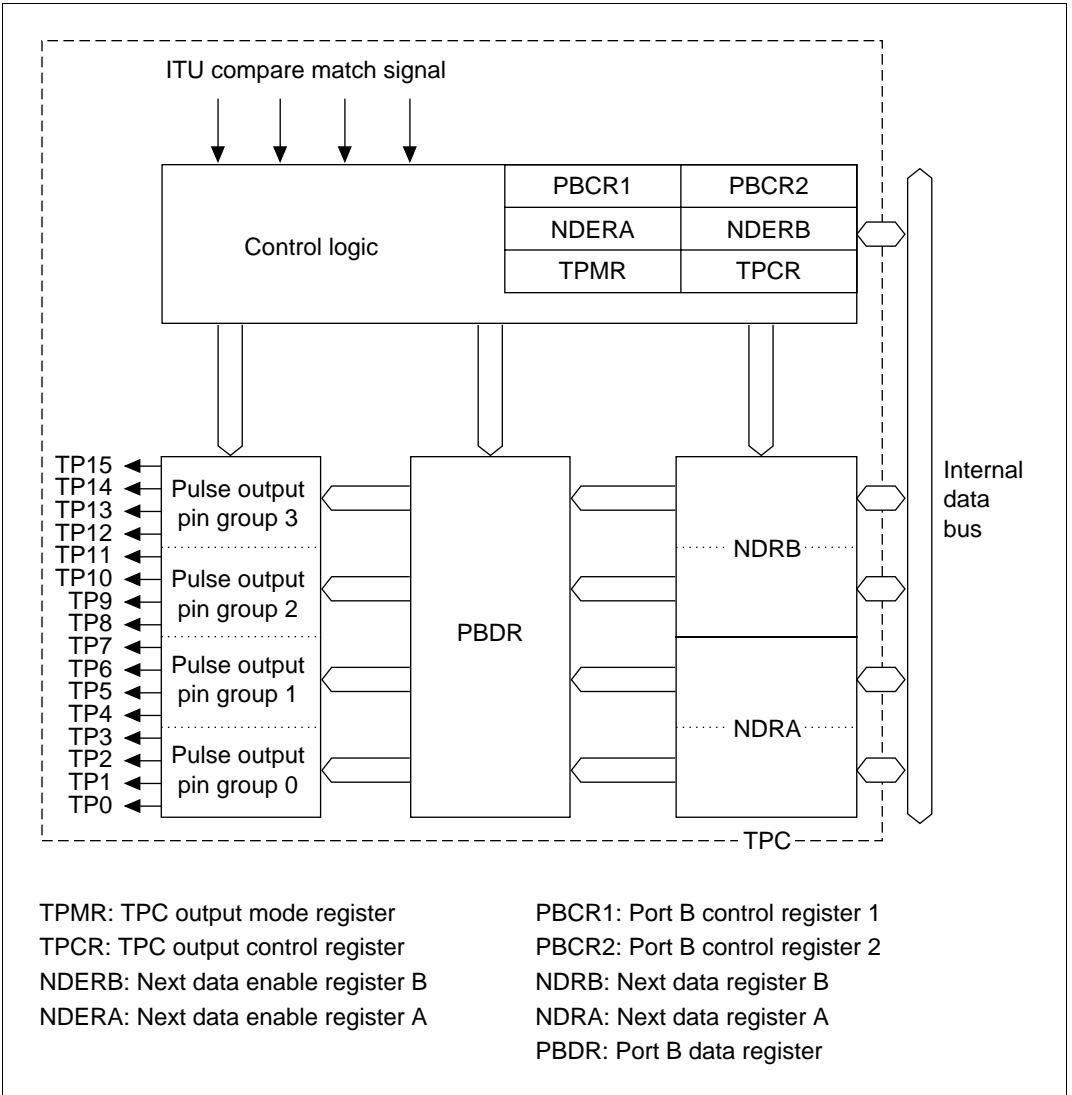 ITU compare match signal
PBCR1 PBCR2
Control logic
NDERA NDERB
TPMR TPCR
Internal
data
bus
TP15
TP14
TP13
TP12
TP11
TP10
TP9
TP8
TP7
TP6
TP5
TP4
TP3
TP2
TP1
TP0
Pulse output
pin group 3
Pulse output
pin group 2
Pulse output
pin group 1
Pulse output
pin group 0
PBDR
NDRB
NDRA
TPC
TPMR: TPC output mode register
TPCR: TPC output control register
NDERB: Next data enable register B
NDERA: Next data enable register A
PBCR1: Port B control register 1
PBCR2: Port B control register 2
NDRB: Next data register B
NDRA: Next data register A
PBDR: Port B data register